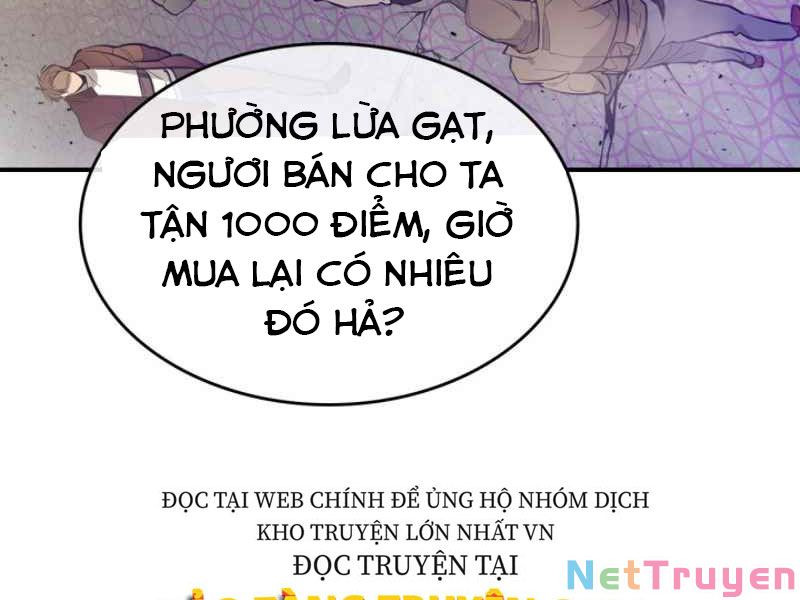 PHƯỜNG LỪA GẠT,
NGƯƠI BÁN CHO TA
TẬN 1000 ĐIỂM, GIỜ
MUA LẠI CÓ NHIÊU
ĐÓ HẢ?
ĐỌC TẠI WEB CHÍNH ĐỂ ỦNG HỘ NHÓM DỊCH
KHO TRUYỆN LỚN NHẤT VN
ĐỌC TRUYỆN TẠI
NetTruyen